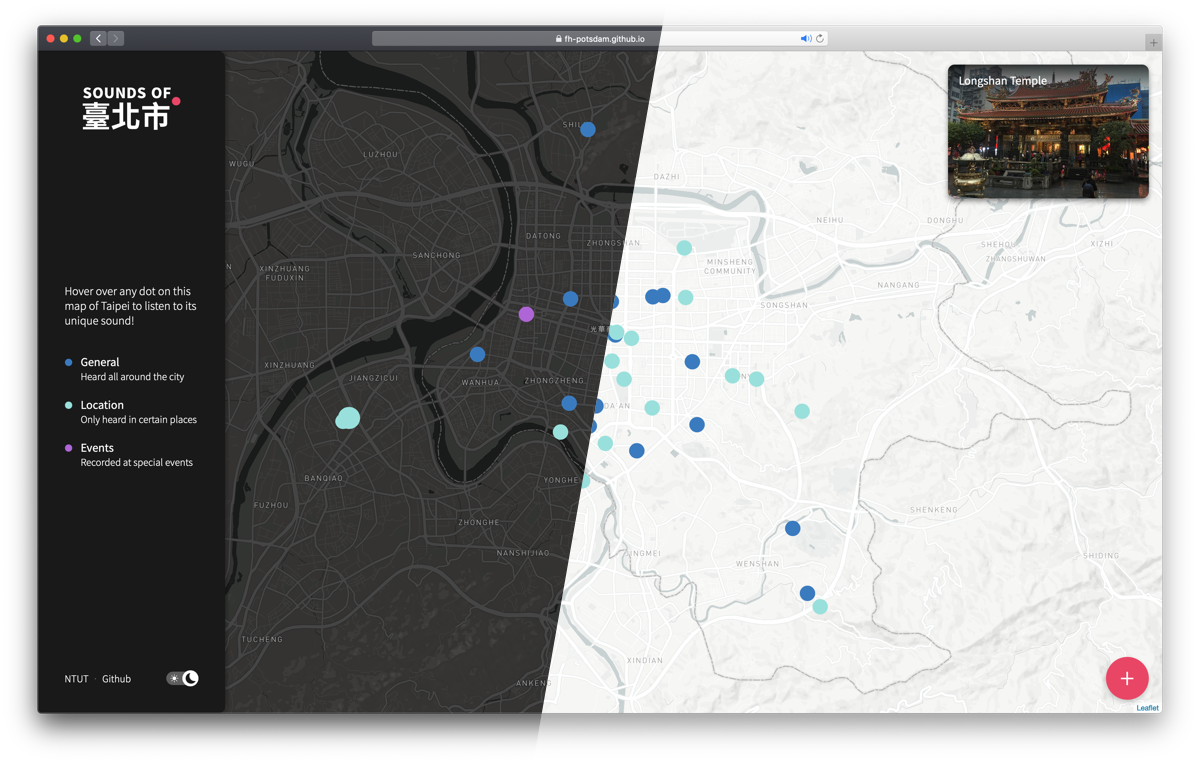 fh-potsdam.github.io
SOUNDS OF
臺北市
Hover over any dot on this
map of Taipei to listen to its
unique sound!
General
Heard all around the city
Location
Only heard in certain places
Events
Recorded at special events
NTUT · Github
Longshan Temple
WUGU
LUZHOU
SHIL
DAZHI
NEIHU
DONGHU
SHEHOU
XIZHI
ZHANGSHUWAN
DATONG
ZHONGSHAN
SANCHONG
MINSHENG
COMMUNITY
XINZHUANG
FUDUXIN
NANGANG
SONGSHAN
光華商
XINZHUANG
JIANGZICUI
WANHUA
ZHONGZHENG
DA'AN
BANQIAO
YONGHE
FUZHOU
ZHONGHE
SHENKENG
NANSHIJIAO
JINGMEI
WENSHAN
SHIDING
TUCHENG
XINDIAN
ANKENG
+
Leaflet